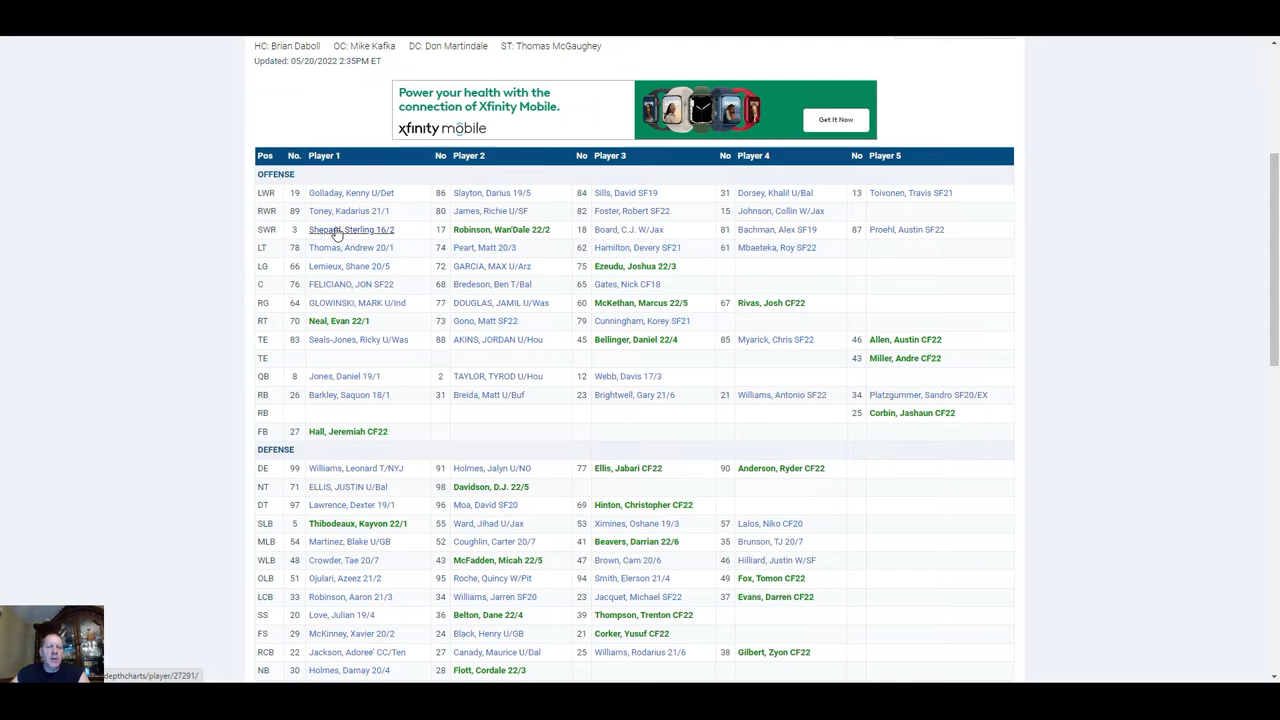 HC: Brian Daboll OC: Mike Kafka DC: Don Martindale ST: Thomas McGaughey
Updated: 05/20/2022 2:35PM ET
Power your health with the
connection of Xfinity Mobile.
xfinity mobile
Get It Now
Pos No. Player 1 No Player 2 No Player 3 No Player 4 No Player 5
OFFENSE
LWR 19 Golladay, Kenny U/Det 86 Slayton, Darius 19/5 84 Sills, David SF19 31 Dorsey, Khalil U/Bal 13 Toivonen, Travis SF21
RWR 89 Toney, Kadarius 21/1 80 James, Richie U/SF 82 Foster, Robert SF22 15 Johnson, Collin W/Jax
SWR 3 Shepard, Sterling 16/2 17 Robinson, Wan'Dale 22/2 18 Board, C.J. W/Jax 81 Bachman, Alex SF19 87 Proehl, Austin SF22
LT 78 Thomas, Andrew 20/1 74 Peart, Matt 20/3 62 Hamilton, Devery SF21 61 Mbaeteka, Roy SF22
LG 66 Lemieux, Shane 20/5 72 GARCIA, MAX U/Arz 75 Ezeudu, Joshua 22/3
C 76 FELICIANO, JON SF22 68 Bredeson, Ben T/Bal 65 Gates, Nick CF18
RG 64 GLOWINSKI, MARK U/Ind 77 DOUGLAS, JAMIL U/Was 60 McKethan, Marcus 22/5 67 Rivas, Josh CF22
RT 70 Neal, Evan 22/1 73 Gono, Matt SF22 79 Cunningham, Korey SF21
TE 83 Seals-Jones, Ricky U/Was 88 AKINS, JORDAN U/Hou 45 Bellinger, Daniel 22/4 85 Myarick, Chris SF22 46 Allen, Austin CF22
TE 43 Miller, Andre CF22
QB 8 Jones, Daniel 19/1 2 TAYLOR, TYROD U/Hou 12 Webb, Davis 17/3
RB 26 Barkley, Saquon 18/1 31 Breida, Matt U/Buf 23 Brightwell, Gary 21/6 21 Williams, Antonio SF22 34 Platzgummer, Sandro SF20/EX
RB 25 Corbin, Jashaun CF22
FB 27 Hall, Jeremiah CF22
DEFENSE
DE 99 Williams, Leonard T/NYJ 91 Holmes, Jalyn U/NO 77 Ellis, Jabari CF22 90 Anderson, Ryder CF22
NT 71 ELLIS, JUSTIN U/Bal 98 Davidson, D.J. 22/5
DT 97 Lawrence, Dexter 19/1 96 Moa, David SF20 69 Hinton, Christopher CF22
SLB 5 Thibodeaux, Kayvon 22/1 55 Ward, Jihad U/Jax 53 Ximines, Oshane 19/3 57 Lalos, Niko CF20
MLB 54 Martinez, Blake U/GB 52 Coughlin, Carter 20/7 41 Beavers, Darrian 22/6 35 Brunson, TJ 20/7
WLB 48 Crowder, Tae 20/7 43 McFadden, Micah 22/5 47 Brown, Cam 20/6 46 Hilliard, Justin W/SF
OLB 51 Ojulari, Azeez 21/2 95 Roche, Quincy W/Pit 94 Smith, Elerson 21/4 49 Fox, Tomon CF22
LCB 33 Robinson, Aaron 21/3 34 Williams, Jarren SF20 23 Jacquet, Michael SF22 37 Evans, Darren CF22
SS 20 Love, Julian 19/4 36 Belton, Dane 22/4 39 Thompson, Trenton CF22
FS 29 McKinney, Xavier 20/2 24 Black, Henry U/GB 21 Corker, Yusuf CF22
RCB 22 Jackson, Adoree' CC/Ten 27 Canady, Maurice U/Dal 25 Williams, Rodarius 21/6 38 Gilbert, Zyon CF22
NB 30 Holmes, Darnay 20/4 28 Flott, Cordale 22/3
depthcharts/player/27291/